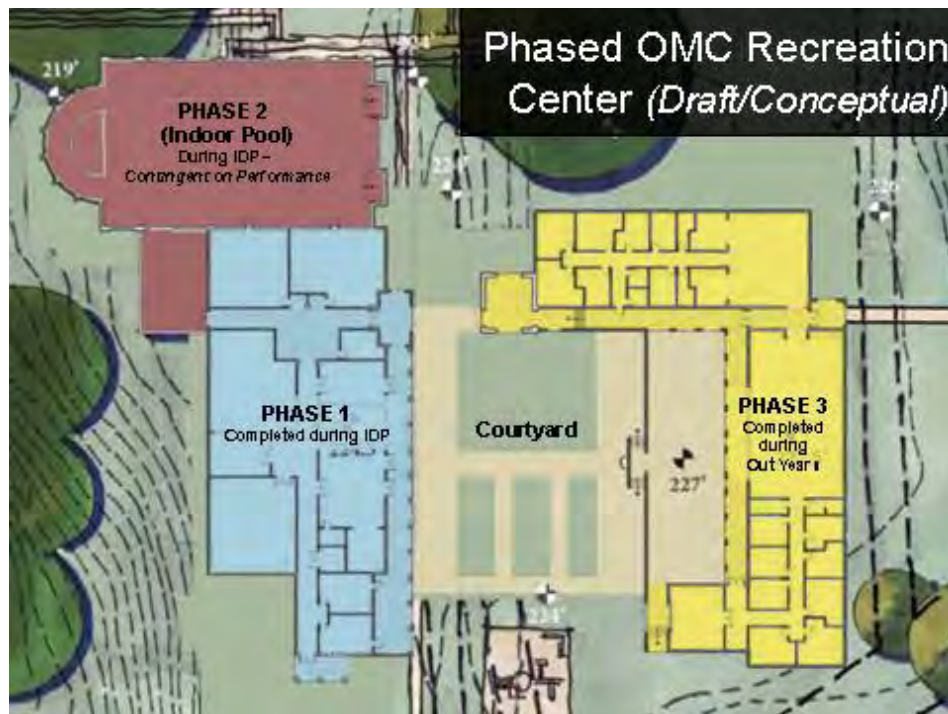 Phased OMC Recreation
Center (Draft/Conceptual)
219'
PHASE 2
(Indoor Pool)
During IDP –
Contingent on Performance
PHASE 1
Completed during IDP
Courtyard
PHASE 3
Completed
during
Out Years
227'